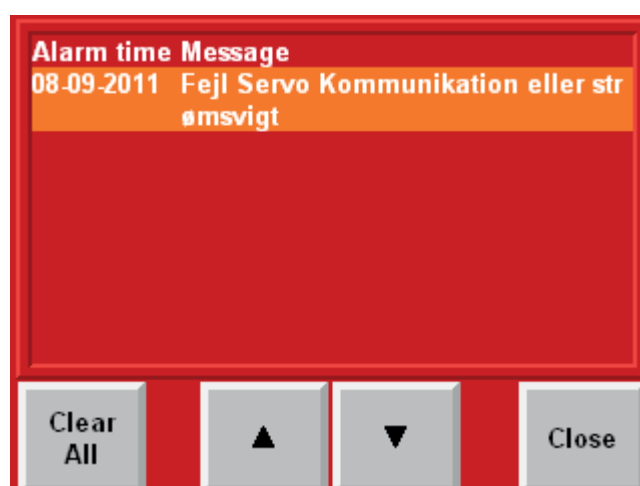 Alarm time Message
08-09-2011 Fejl Servo Kommunikation eller str
ømsvigt
Clear
All
▲
▼
Close